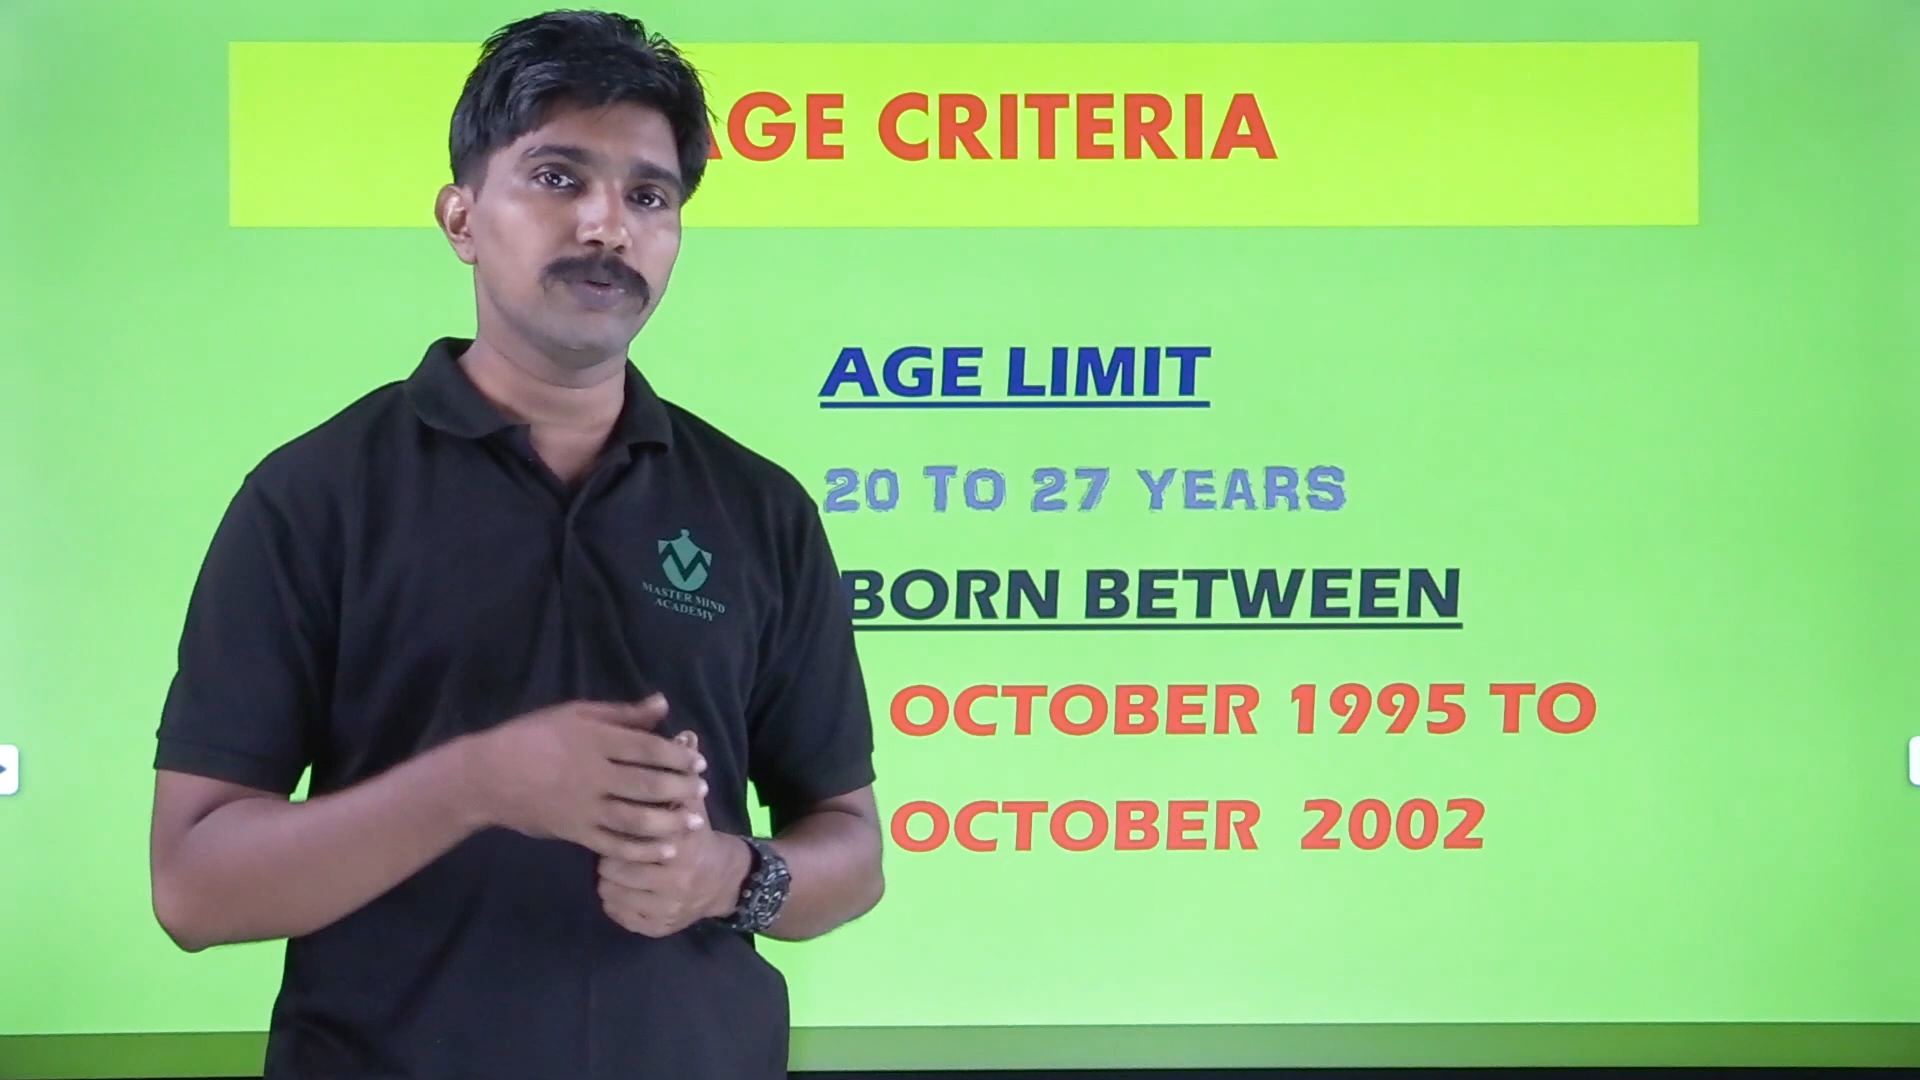 AGE CRITERIA
AGE LIMIT
20 TO 27 YEARS
BORN BETWEEN
OCTOBER 1995 TO
OCTOBER 2002
MASTER MIND
ACADEMY